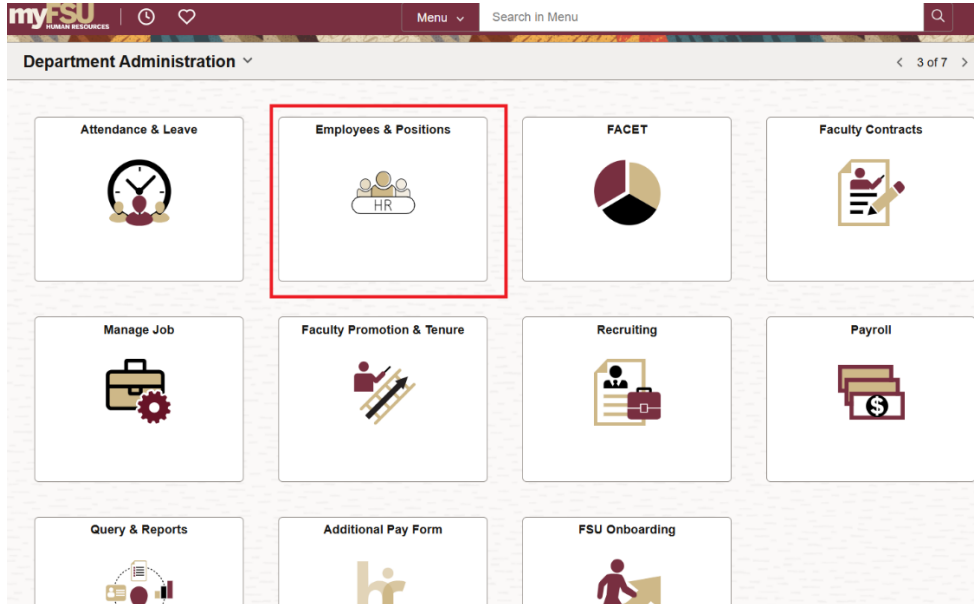 myFSU
HUMAN RESOURCES
Menu
Search in Menu
Department Administration
3 of 7
Attendance & Leave
Employees & Positions
FACET
Faculty Contracts
HR
Manage Job
Faculty Promotion & Tenure
Recruiting
Payroll
$
Query & Reports
Additional Pay Form
FSU Onboarding
hr